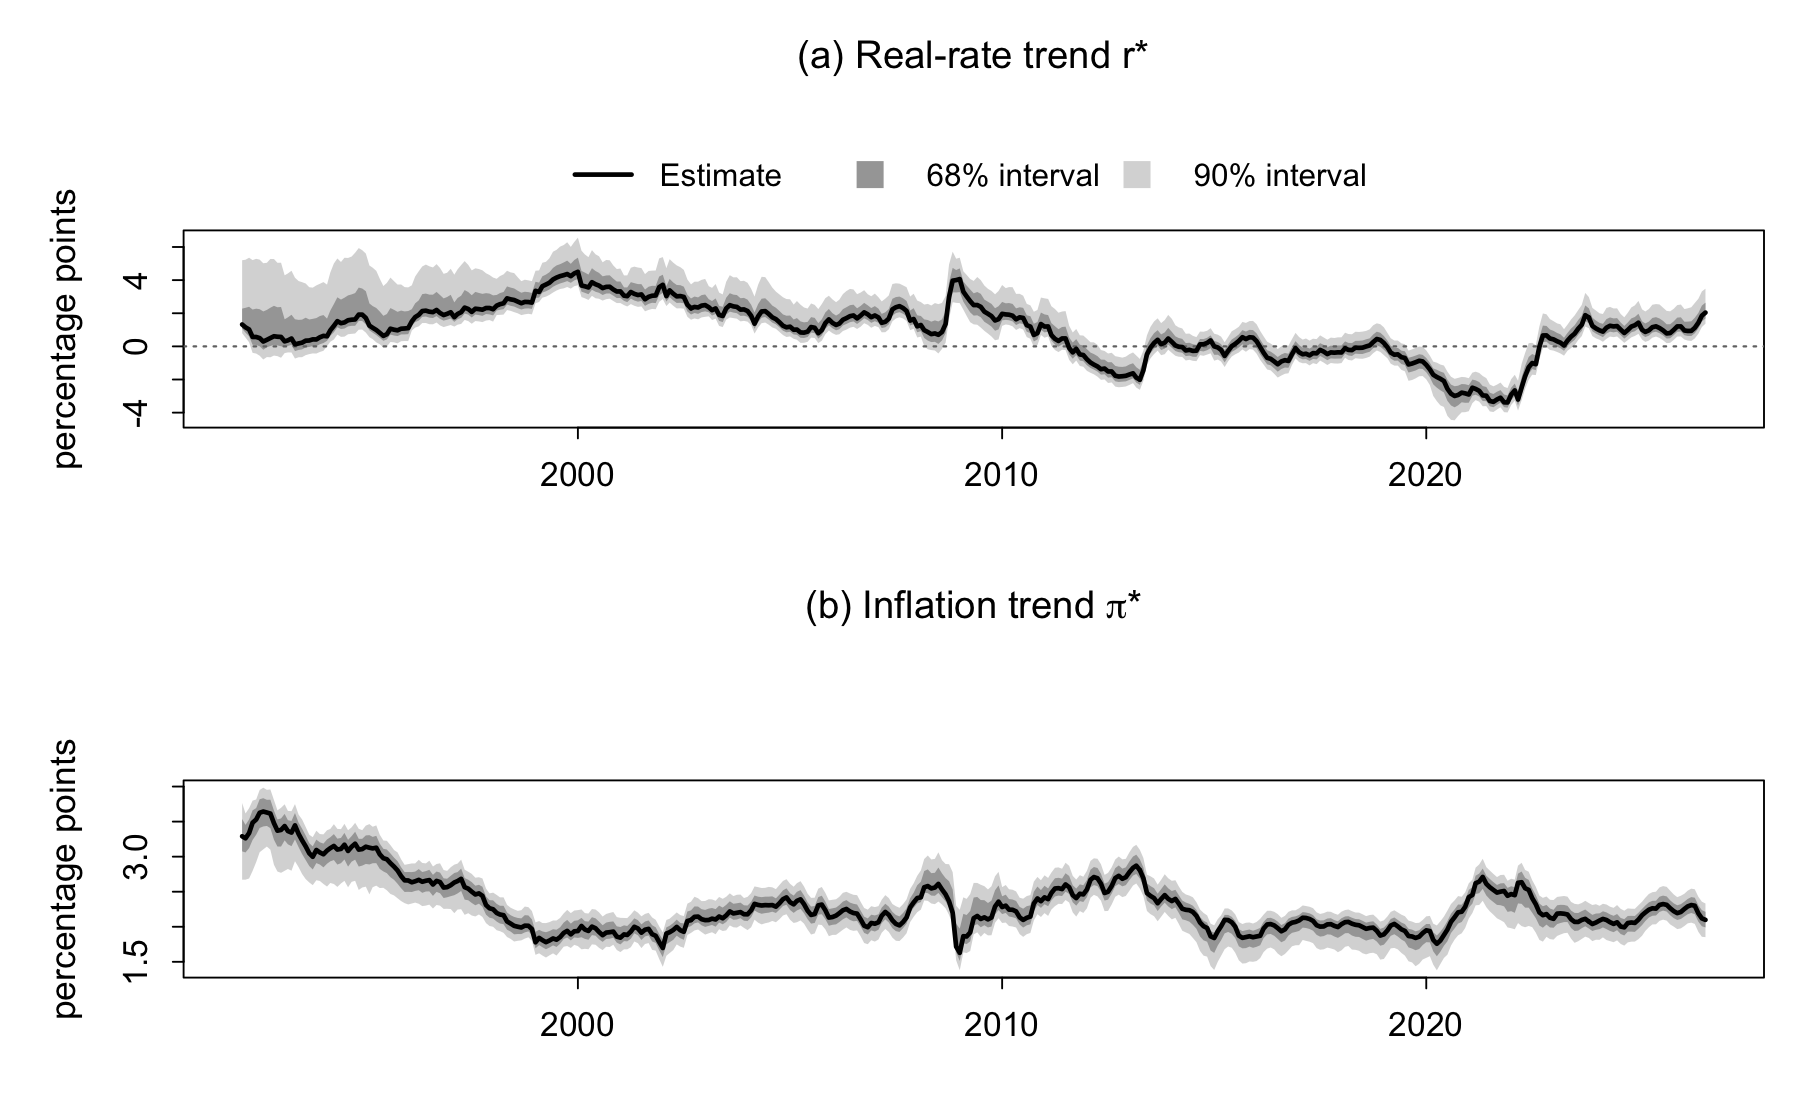 (a) Real-rate trend r*
Estimate 68% interval 90% interval
percentage points
4
0
-4
2000 2010 2020
(b) Inflation trend π*
percentage points
3.0
1.5
2000 2010 2020